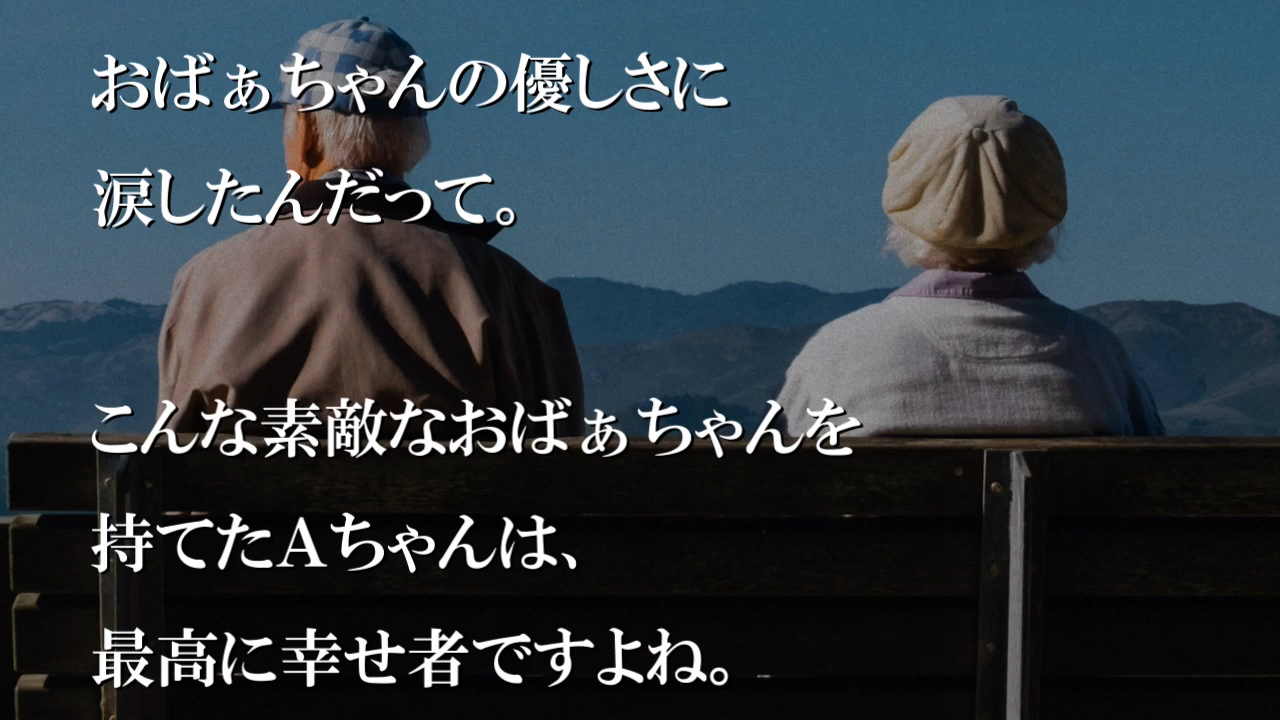 おばぁちゃんの優しさに
涙したんだって。
こんな素敵なおばぁちゃんを
持てたAちゃんは、
最高に幸せ者ですよね。